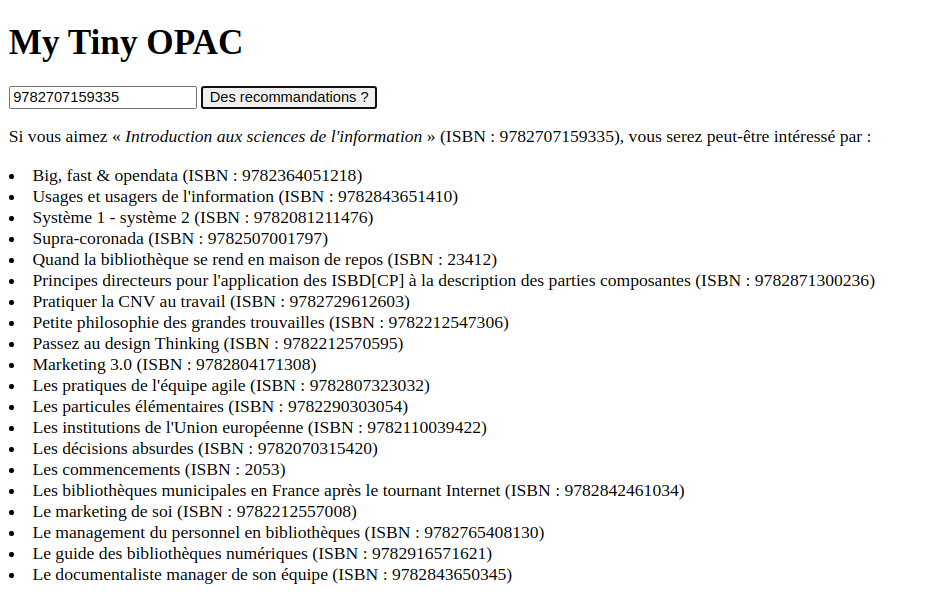 My Tiny OPAC
9782707159335 Des recommandations ?
Si vous aimez « Introduction aux sciences de l'information » (ISBN : 9782707159335), vous serez peut-être intéressé par :
• Big, fast & opendata (ISBN : 9782364051218)
• Usages et usagers de l'information (ISBN : 9782843651410)
• Système 1 - système 2 (ISBN : 9782081211476)
• Supra-coronada (ISBN : 9782507001797)
• Quand la bibliothèque se rend en maison de repos (ISBN : 23412)
• Principes directeurs pour l'application des ISBD[CP] à la description des parties composantes (ISBN : 9782871300236)
• Pratiquer la CNV au travail (ISBN : 9782729612603)
• Petite philosophie des grandes trouvailles (ISBN : 9782212547306)
• Passez au design Thinking (ISBN : 9782212570595)
• Marketing 3.0 (ISBN : 9782804171308)
• Les pratiques de l'équipe agile (ISBN : 9782807323032)
• Les particules élémentaires (ISBN : 9782290303054)
• Les institutions de l'Union européenne (ISBN : 9782110039422)
• Les décisions absurdes (ISBN : 9782070315420)
• Les commencements (ISBN : 2053)
• Les bibliothèques municipales en France après le tournant Internet (ISBN : 9782842461034)
• Le marketing de soi (ISBN : 9782212557008)
• Le management du personnel en bibliothèques (ISBN : 9782765408130)
• Le guide des bibliothèques numériques (ISBN : 9782916571621)
• Le documentaliste manager de son équipe (ISBN : 9782843650345)